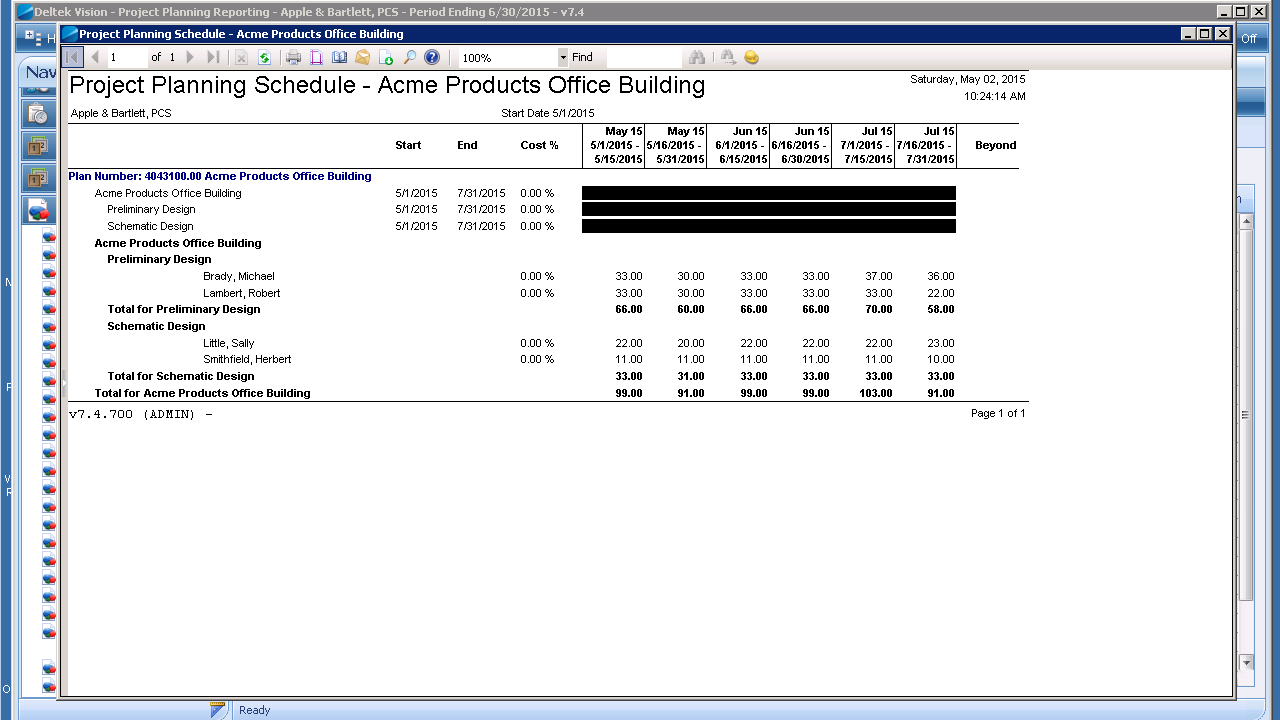 Deltek Vision - Project Planning Reporting - Apple & Bartlett, PCS - Period Ending 6/30/2015 - v7.4
Project Planning Schedule - Acme Products Office Building
Off
Nav
1 of 1 100% Find
Project Planning Schedule - Acme Products Office Building
Saturday, May 02, 2015
10:24:14 AM
Apple & Bartlett, PCS Start Date 5/1/2015
May 15 May 15 Jun 15 Jun 15 Jul 15 Jul 15
Start End Cost % 5/1/2015 - 5/16/2015 - 6/1/2015 - 6/16/2015 - 7/1/2015 - 7/16/2015 - Beyond
5/15/2015 5/31/2015 6/15/2015 6/30/2015 7/15/2015 7/31/2015
Plan Number: 4043100.00 Acme Products Office Building
Acme Products Office Building 5/1/2015 7/31/2015 0.00 %
Preliminary Design 5/1/2015 7/31/2015 0.00 %
Schematic Design 5/1/2015 7/31/2015 0.00 %
Acme Products Office Building
Preliminary Design
Brady, Michael 0.00 % 33.00 30.00 33.00 33.00 37.00 36.00
Lambert, Robert 0.00 % 33.00 30.00 33.00 33.00 33.00 22.00
Total for Preliminary Design 66.00 60.00 66.00 66.00 70.00 58.00
Schematic Design
Little, Sally 0.00 % 22.00 20.00 22.00 22.00 22.00 23.00
Smithfield, Herbert 0.00 % 11.00 11.00 11.00 11.00 11.00 10.00
Total for Schematic Design 33.00 31.00 33.00 33.00 33.00 33.00
Total for Acme Products Office Building 99.00 91.00 99.00 99.00 103.00 91.00
v7.4.700 (ADMIN) - Page 1 of 1
Ready